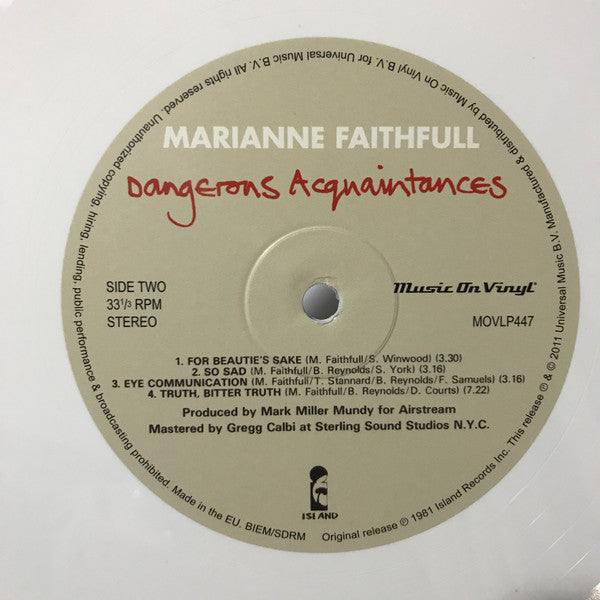 MARIANNE FAITHFULL
Dangerous Acquaintances
SIDE TWO
33 1/3 RPM
STEREO
Music On Vinyl
MOVLP447
1. FOR BEAUTIE'S SAKE (M. Faithfull/S. Winwood) (3.30)
2. SO SAD (M. Faithfull/B. Reynolds/S. York) (3.16)
3. EYE COMMUNICATION (M. Faithfull/T. Stannard/B. Reynolds/F. Samuels) (3.16)
4. TRUTH, BITTER TRUTH (M. Faithfull/B. Reynolds/D. Courts) (7.22)
Produced by Mark Miller Mundy for Airstream
Mastered by Gregg Calbi at Sterling Sound Studios N.Y.C.
ISLAND
Original release ℗ 1981 Island Records Inc. This release ℗ & © 2011 Universal Music B.V. Manufactured & distributed by Music On Vinyl B.V. for Universal Music B.V. All rights reserved. Unauthorized copying, hiring, lending, public performance & broadcasting prohibited. Made in the EU. BIEM/SDRM